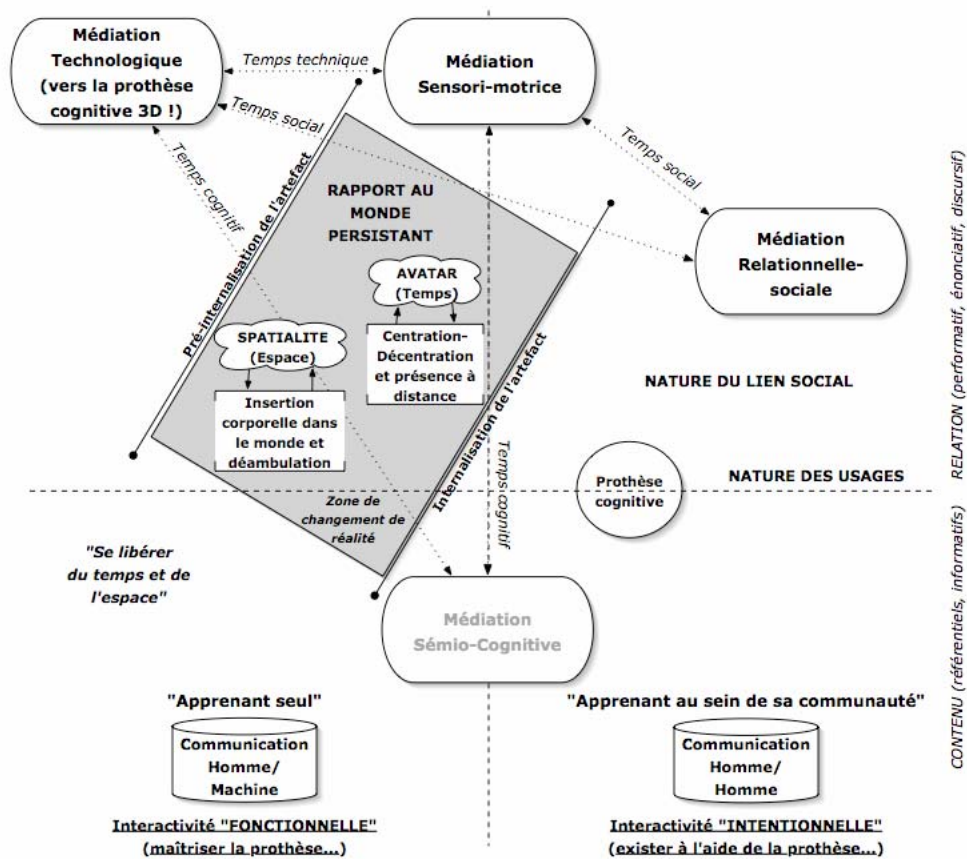 Médiation
Technologique
(vers la prothèse
cognitive 3D !)
Temps technique
Médiation
Sensori-motrice
Temps social
Temps cognitif
Temps social
Pré-internalisation de l'artefact
RAPPORT AU
MONDE
PERSISTANT
Médiation
Relationnelle-
sociale
AVATAR
(Temps)
SPATIALITE
(Espace)
Centration-
Décentration
et présence à
distance
Insertion
corporelle dans
le monde et
déambulation
Internalisation de l'artefact
NATURE DU LIEN SOCIAL
NATURE DES USAGES
Prothèse
cognitive
Temps cognitif
Zone de
changement de
réalité
"Se libérer
du temps et de
l'espace"
Médiation
Sémio-Cognitive
RELATION (performatif, énonciatif, discursif)
CONTENU (référentiels, informatifs)
"Apprenant seul"
Communication
Homme/
Machine
Interactivité "FONCTIONNELLE"
(maîtriser la prothèse...)
"Apprenant au sein de sa communauté"
Communication
Homme/
Homme
Interactivité "INTENTIONNELLE"
(exister à l'aide de la prothèse...)